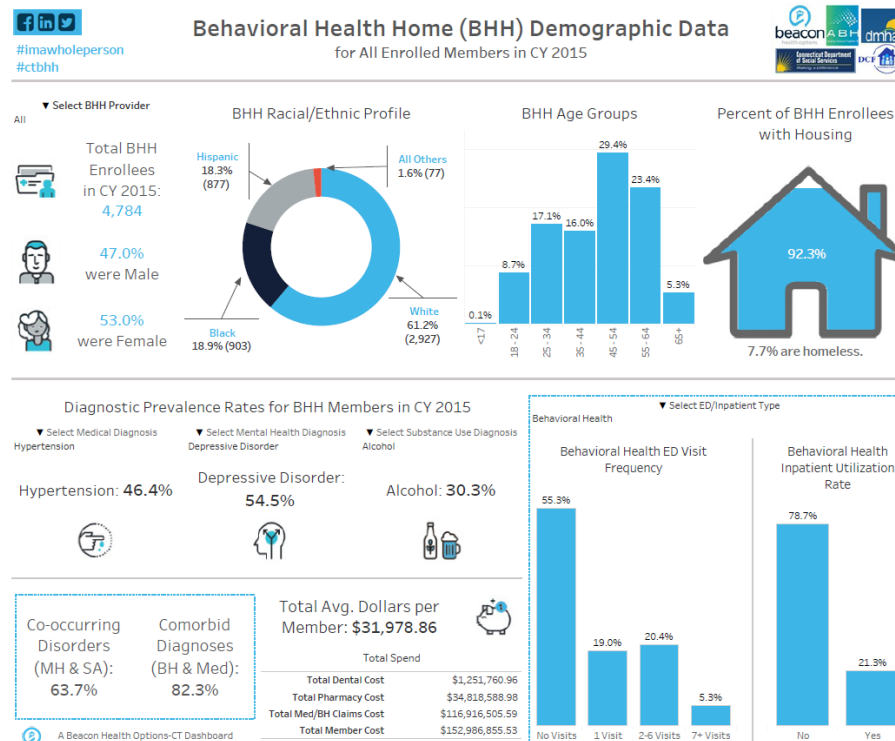 Behavioral Health Home (BHH) Demographic Data
for All Enrolled Members in CY 2015
#imawholeperson
#ctbhh
beacon
health options
ABH
dmha
Connecticut Department
of Social Services
Making a Difference
DCF
▼ Select BHH Provider
All
Total BHH
Enrollees
in CY 2015:
4,784
47.0%
were Male
53.0%
were Female
BHH Racial/Ethnic Profile
Hispanic
18.3%
(877)
All Others
1.6% (77)
Black
18.9% (903)
White
61.2%
(2,927)
BHH Age Groups
0.1%
8.7%
17.1%
16.0%
29.4%
23.4%
5.3%
<17
18 - 24
25 - 34
35 - 44
45 - 54
55 - 64
65+
Percent of BHH Enrollees
with Housing
92.3%
7.7% are homeless.
Diagnostic Prevalence Rates for BHH Members in CY 2015
▼ Select Medical Diagnosis
Hypertension
▼ Select Mental Health Diagnosis
Depressive Disorder
▼ Select Substance Use Diagnosis
Alcohol
Hypertension: 46.4%
Depressive Disorder:
54.5%
Alcohol: 30.3%
Co-occurring
Disorders
(MH & SA):
63.7%
Comorbid
Diagnoses
(BH & Med):
82.3%
A Beacon Health Options-CT Dashboard
Total Avg. Dollars per
Member: $31,978.86
Total Spend
Total Dental Cost $1,251,760.96
Total Pharmacy Cost $34,818,588.98
Total Med/BH Claims Cost $116,916,505.59
Total Member Cost $152,986,855.53
▼ Select ED/Inpatient Type
Behavioral Health
Behavioral Health ED Visit
Frequency
55.3%
19.0%
20.4%
5.3%
No Visits
1 Visit
2-6 Visits
7+ Visits
Behavioral Health
Inpatient Utilization
Rate
78.7%
21.3%
No
Yes